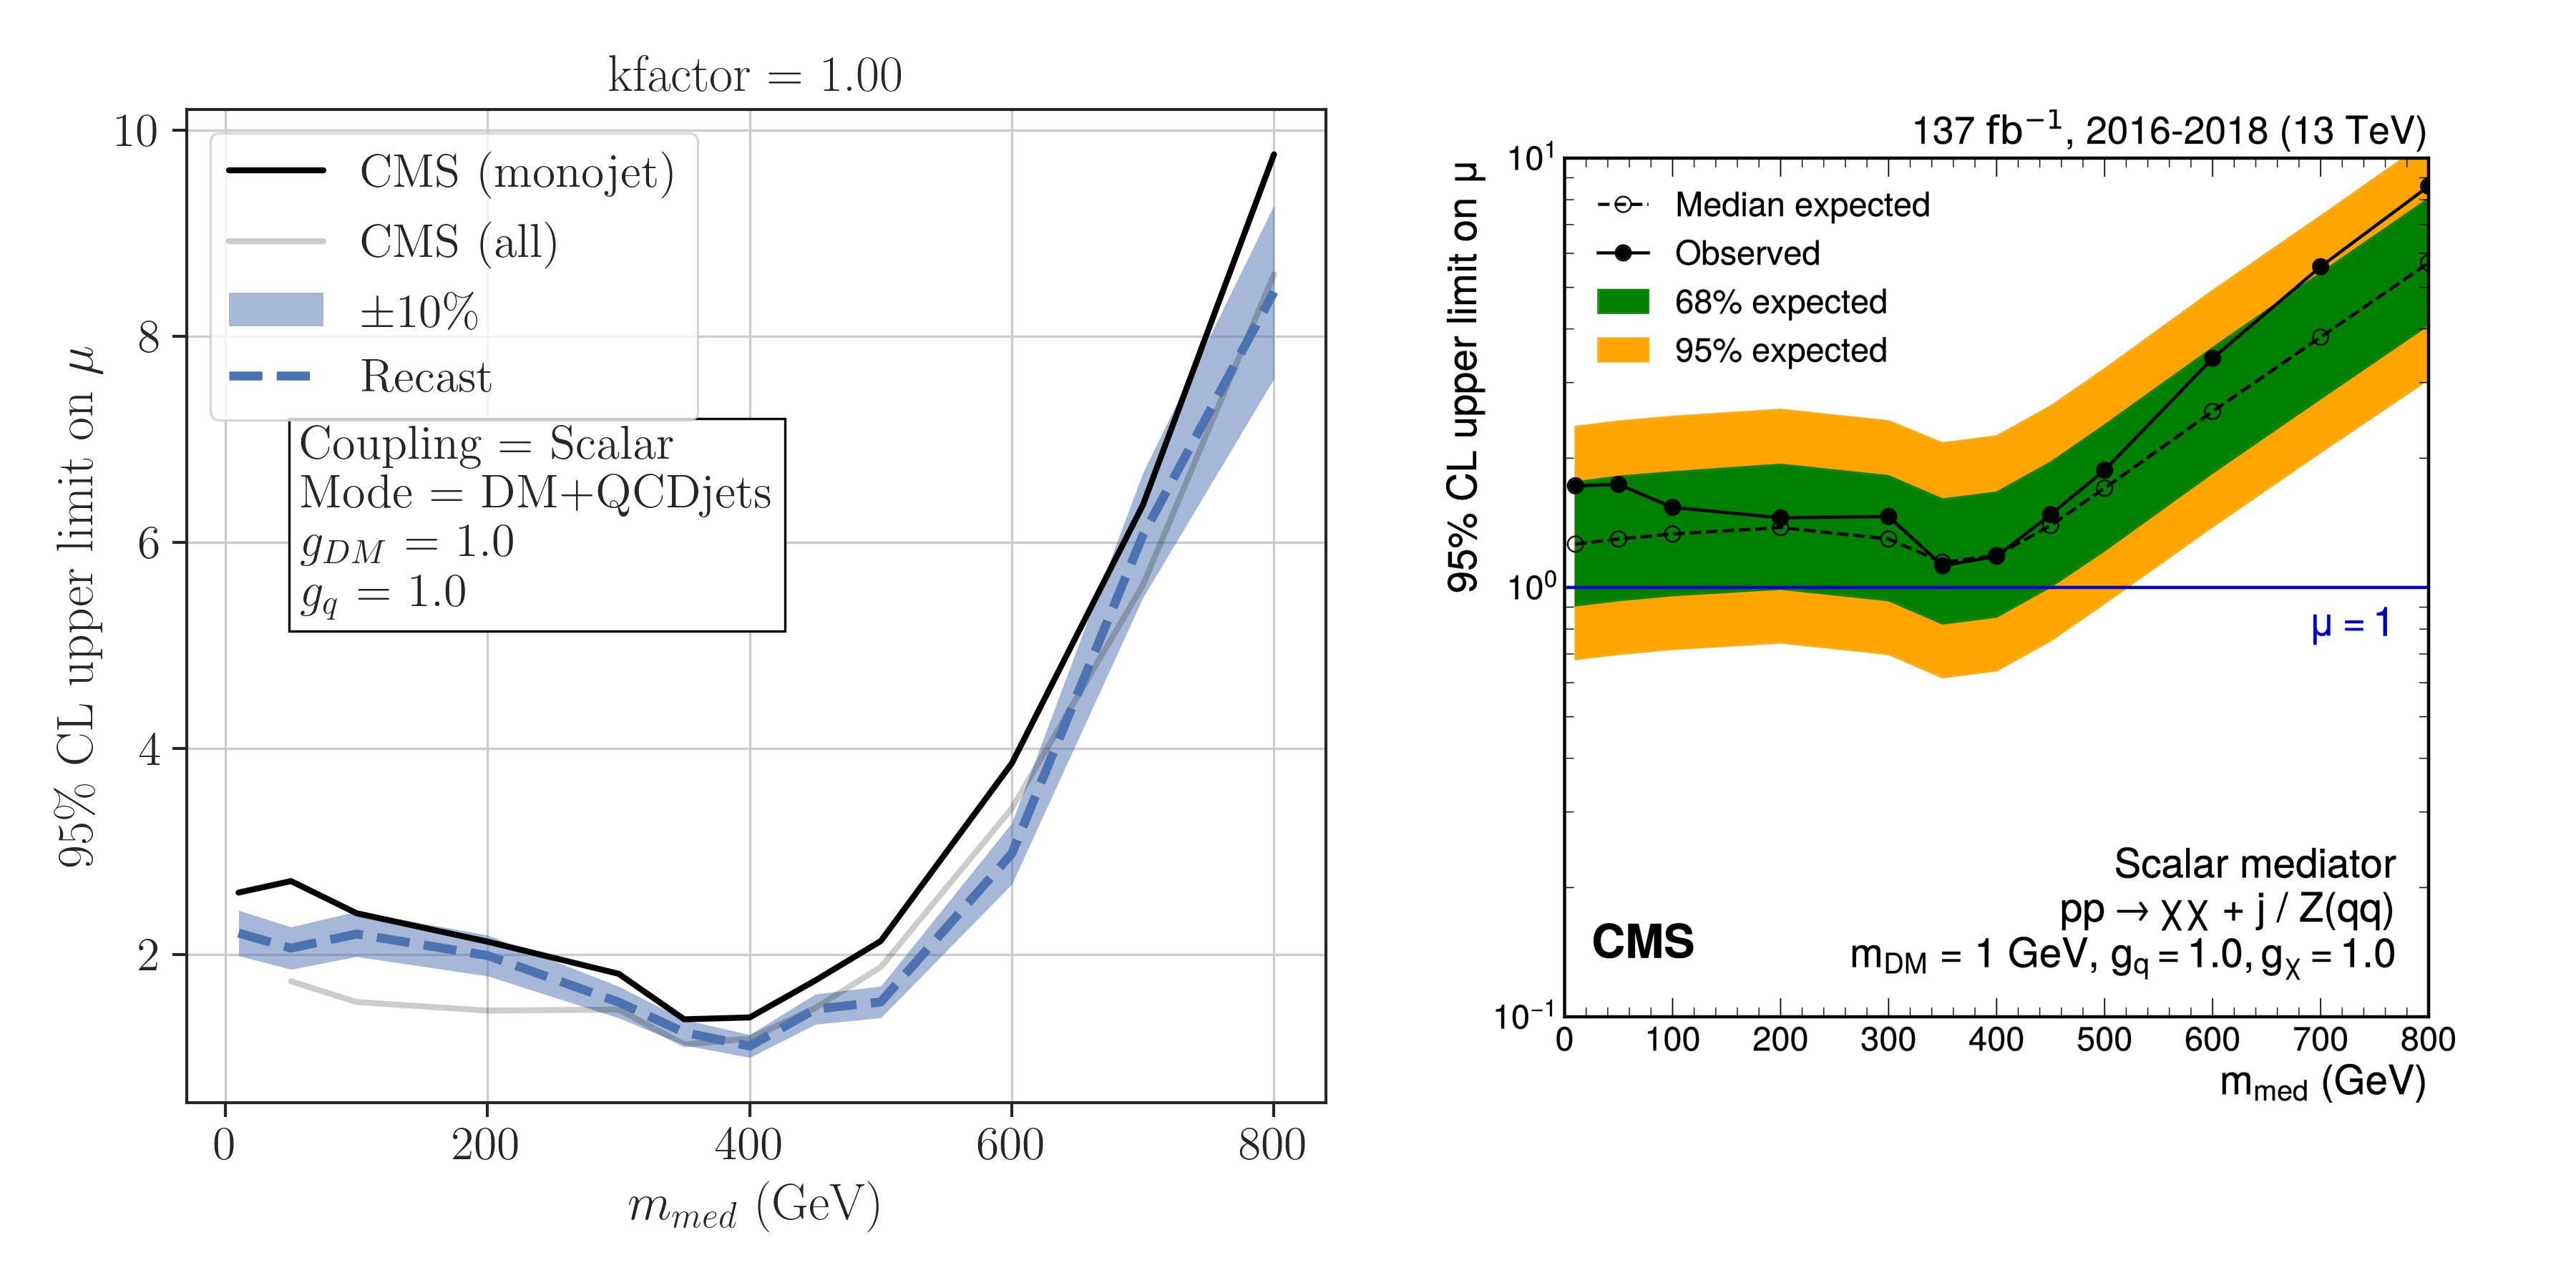 kfactor = 1.00
10
8
6
4
2
95% CL upper limit on μ
CMS (monojet)
CMS (all)
±10%
Recast
Coupling = Scalar
Mode = DM+QCDjets
g_DM = 1.0
g_q = 1.0
0 200 400 600 800
m_med (GeV)
137 fb⁻¹, 2016-2018 (13 TeV)
10¹
10⁰
10⁻¹
95% CL upper limit on μ
Median expected
Observed
68% expected
95% expected
μ = 1
Scalar mediator
pp → χχ + j / Z(qq)
CMS
m_DM = 1 GeV, g_q = 1.0, g_χ = 1.0
0 100 200 300 400 500 600 700 800
m_med (GeV)